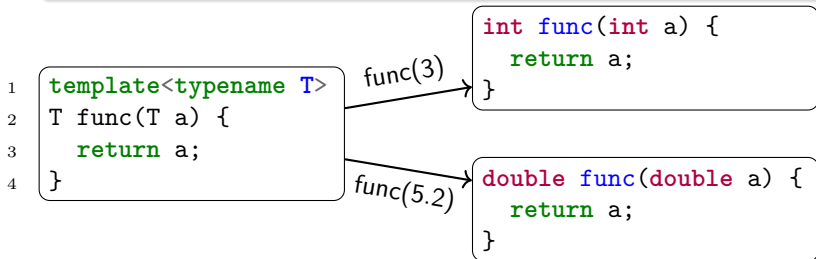 1 template<typename T>
2 T func(T a) {
3   return a;
4 }
func(3)
int func(int a) {
  return a;
}
func(5.2)
double func(double a) {
  return a;
}